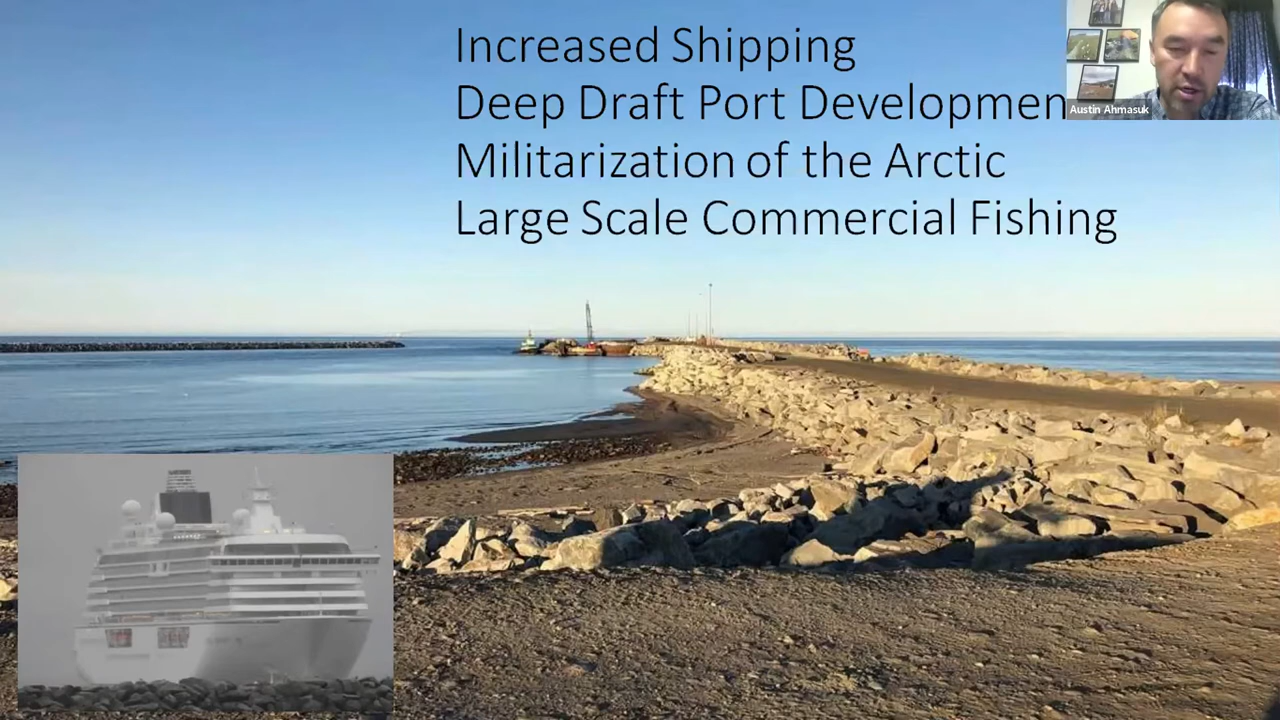 Increased Shipping
Deep Draft Port Developmen
Militarization of the Arctic
Large Scale Commercial Fishing
Austin Ahmasuk